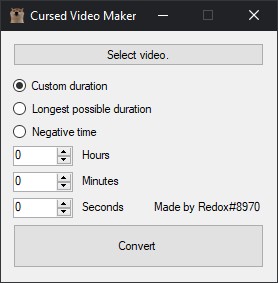 Cursed Video Maker
Select video.
Custom duration
Longest possible duration
Negative time
0 Hours
0 Minutes
0 Seconds Made by Redox#8970
Convert